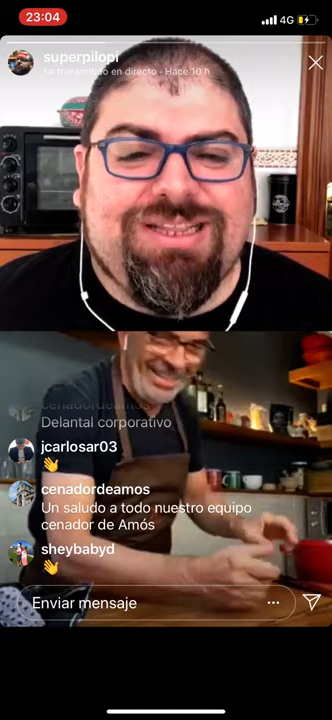 23:04
4G
superpilopi
ha transmitido en directo · Hace 10 h
cenadordeamos
Delantal corporativo
jcarlosar03
👋
cenadordeamos
Un saludo a todo nuestro equipo
cenador de Amós
sheybabyd
👋
Enviar mensaje